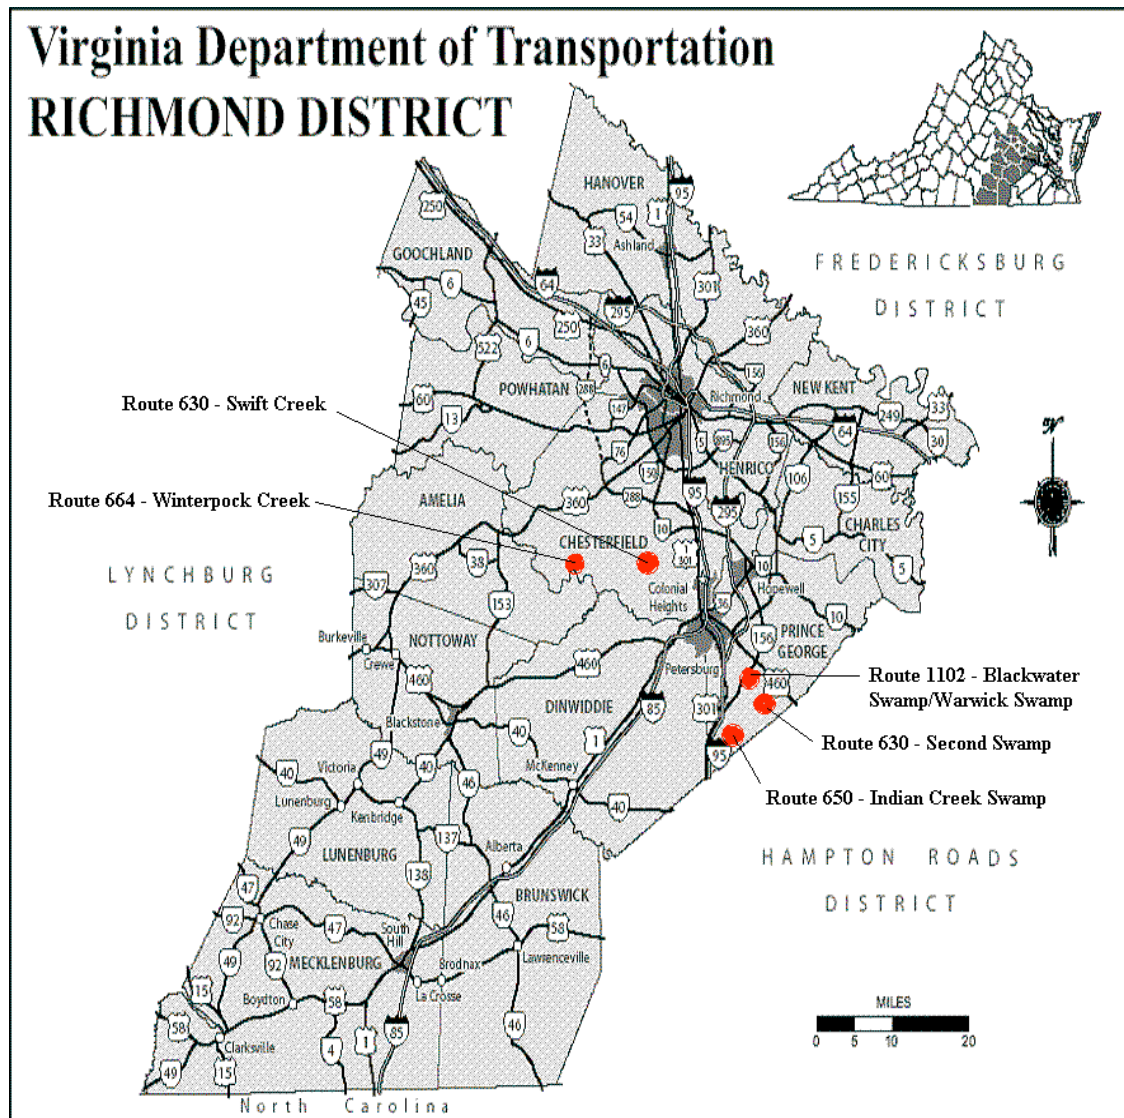 Virginia Department of Transportation
RICHMOND DISTRICT
HANOVER
95
250
54
1
33
Ashland
GOOCHLAND
FREDERICKSBURG
DISTRICT
6
64
301
45
295
250
360
522
6
6
156
POWHATAN
288
NEW KENT
Richmond
60
147
249
33
13
64
30
Route 630 - Swift Creek
76
5
895
156
150
HENRICO
60
106
AMELIA
95
155
360
288
295
Route 664 - Winterpock Creek
10
CHARLES
CITY
CHESTERFIELD
1
301
5
38
360
10
5
LYNCHBURG
DISTRICT
307
Colonial
Heights
Hopewell
153
36
10
Burkeville
NOTTOWAY
156
PRINCE
GEORGE
Crewe
460
Petersburg
460
460
Route 1102 - Blackwater
Swamp/Warwick Swamp
DINWIDDIE
85
301
Blackstone
40
1
Route 630 - Second Swamp
49
95
Victoria
40
McKenney
40
46
Route 650 - Indian Creek Swamp
Lunenburg
40
Kenbridge
137
49
Alberta
LUNENBURG
HAMPTON ROADS
DISTRICT
138
47
BRUNSWICK
92
Chase
City
47
South
Hill
46
58
49
92
MECKLENBURG
Brodnax
Lawrenceville
15
La Crosse
Boydton
58
MILES
58
85
46
Clarksville
4
1
0 5 10 20
49
15
North Carolina